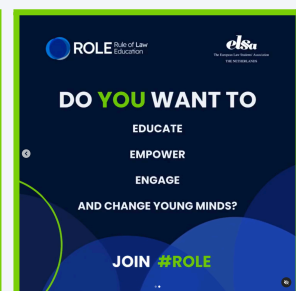 ROLE Rule of Law
Education
elsa
The European Law Students' Association
THE NETHERLANDS
DO YOU WANT TO
EDUCATE
EMPOWER
ENGAGE
AND CHANGE YOUNG MINDS?
JOIN #ROLE